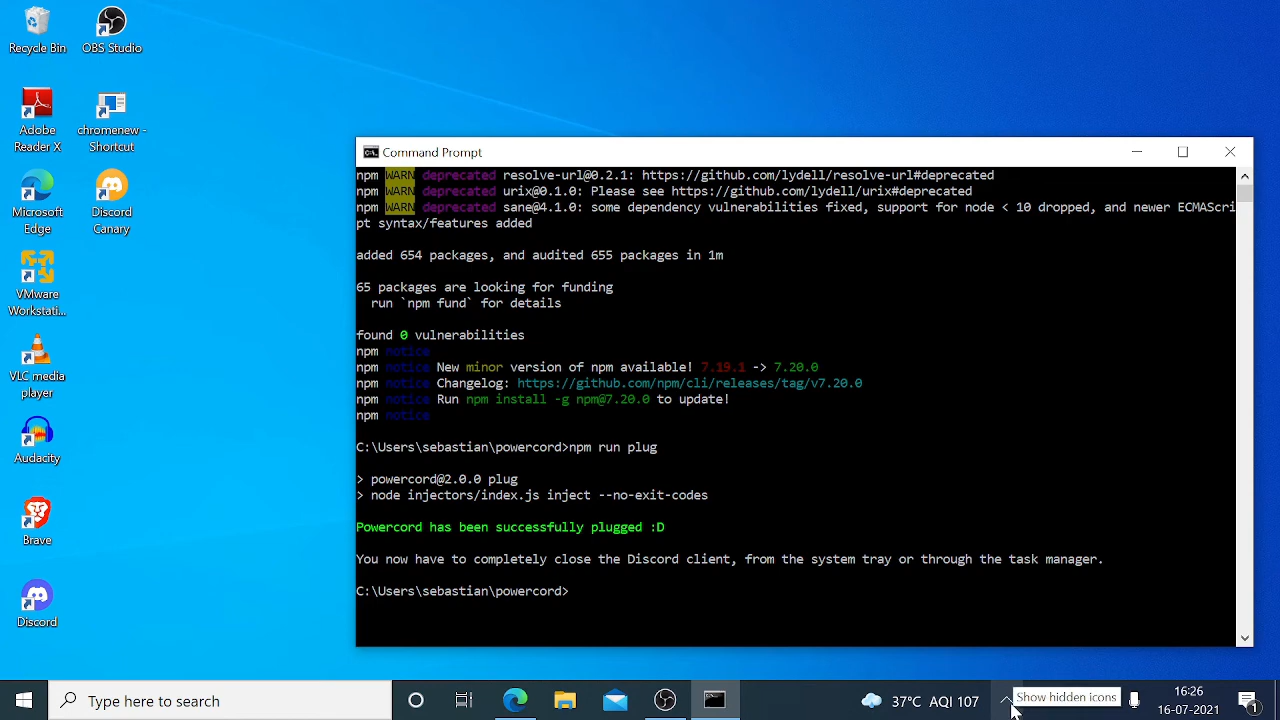 Recycle Bin
OBS Studio
Adobe
Reader X
chromenew -
Shortcut
Microsoft
Edge
Discord
Canary
VMware
Workstati...
VLC media
player
Audacity
Brave
Discord
Command Prompt
npm WARN deprecated resolve-url@0.2.1: https://github.com/lydell/resolve-url#deprecated
npm WARN deprecated urix@0.1.0: Please see https://github.com/lydell/urix#deprecated
npm WARN deprecated sane@4.1.0: some dependency vulnerabilities fixed, support for node < 10 dropped, and newer ECMAScri
pt syntax/features added
added 654 packages, and audited 655 packages in 1m
65 packages are looking for funding
run `npm fund` for details
found 0 vulnerabilities
npm notice
npm notice New minor version of npm available! 7.19.1 -> 7.20.0
npm notice Changelog: https://github.com/npm/cli/releases/tag/v7.20.0
npm notice Run npm install -g npm@7.20.0 to update!
npm notice
C:\Users\sebastian\powercord>npm run plug
> powercord@2.0.0 plug
> node injectors/index.js inject --no-exit-codes
Powercord has been successfully plugged :D
You now have to completely close the Discord client, from the system tray or through the task manager.
C:\Users\sebastian\powercord>
Type here to search
37°C AQI 107
Show hidden icons
16:26
16-07-2021
1